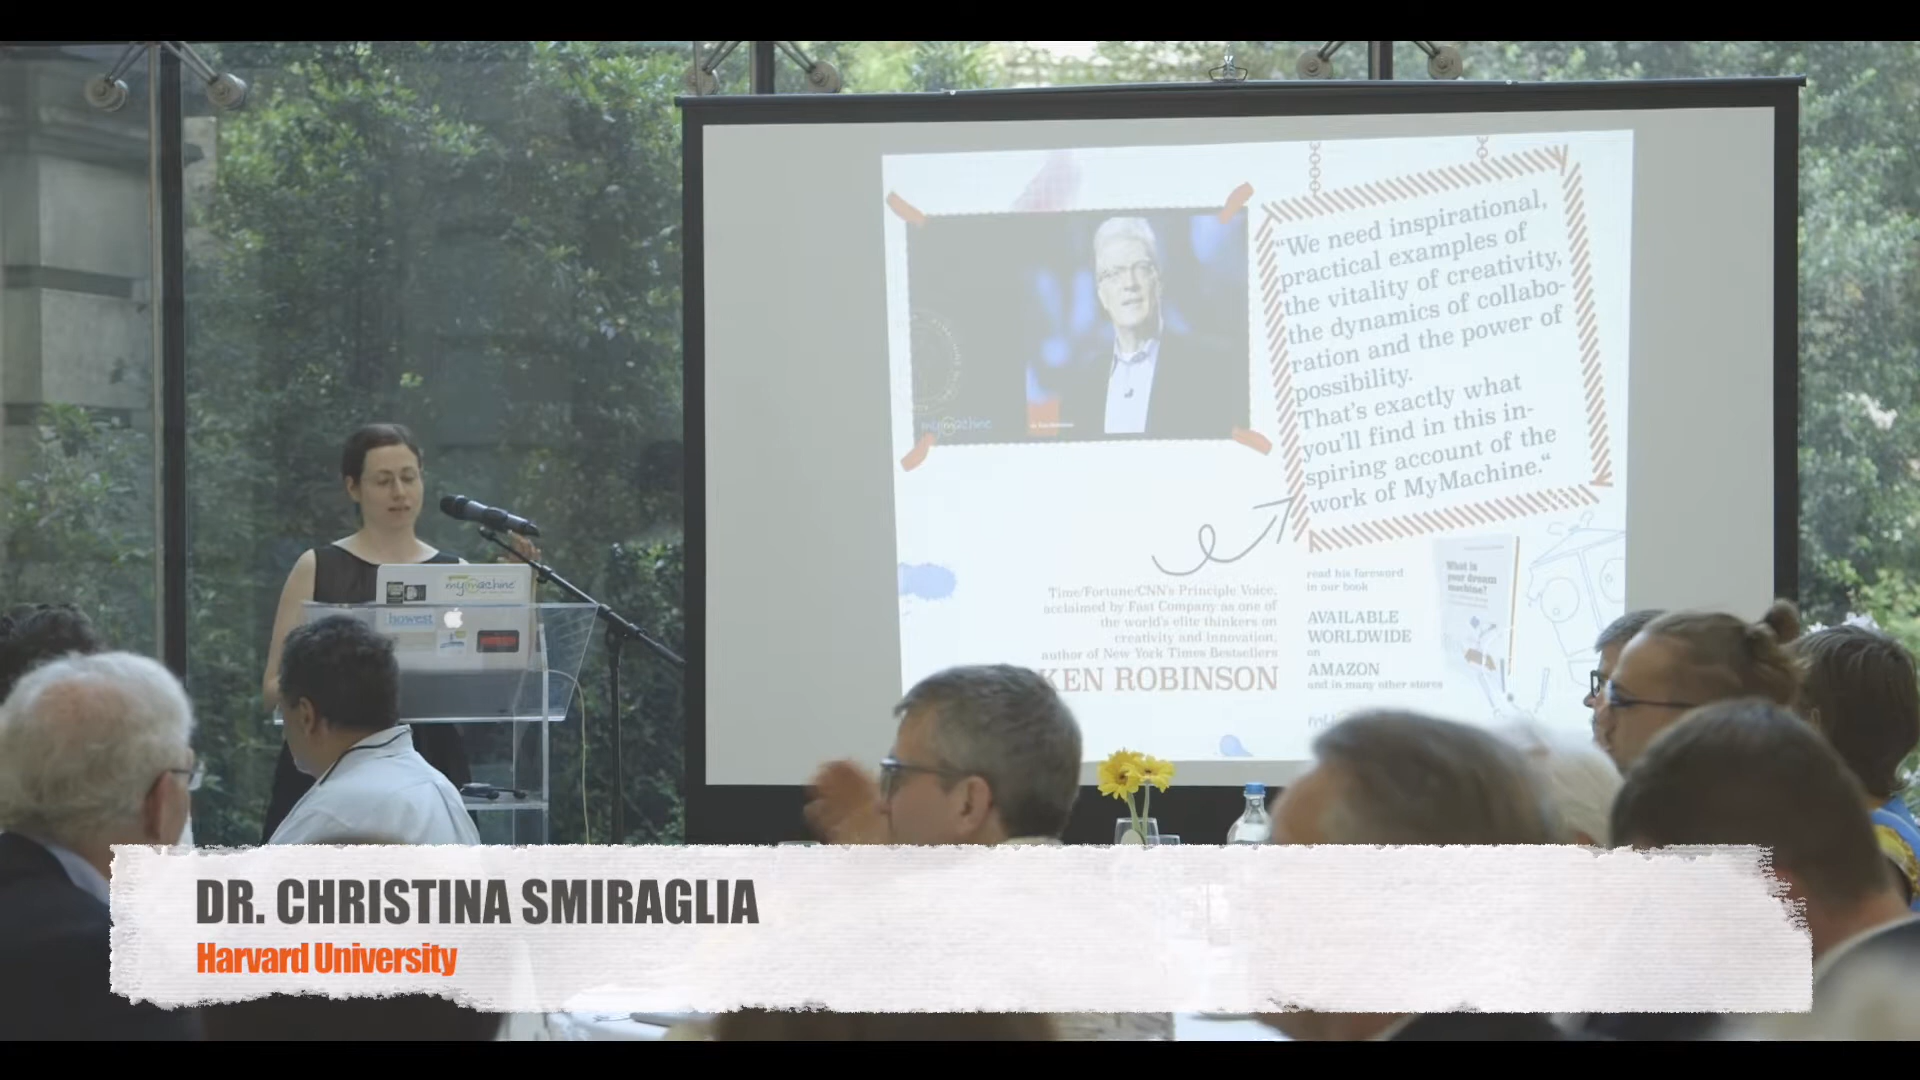 "We need inspirational,
practical examples of
the vitality of creativity,
the dynamics of collabo-
ration and the power of
possibility.
That's exactly what
you'll find in this in-
spiring account of the
work of MyMachine."
mymachine
Time/Fortune/CNN's Principle Voice,
acclaimed by Fast Company as one of
the world's elite thinkers on
creativity and innovation,
author of New York Times Bestsellers
KEN ROBINSON
read his foreword
in our book
AVAILABLE
WORLDWIDE
on
AMAZON
and in many other stores
What is
your dream
machine?
mymachine
howest
DR. CHRISTINA SMIRAGLIA
Harvard University